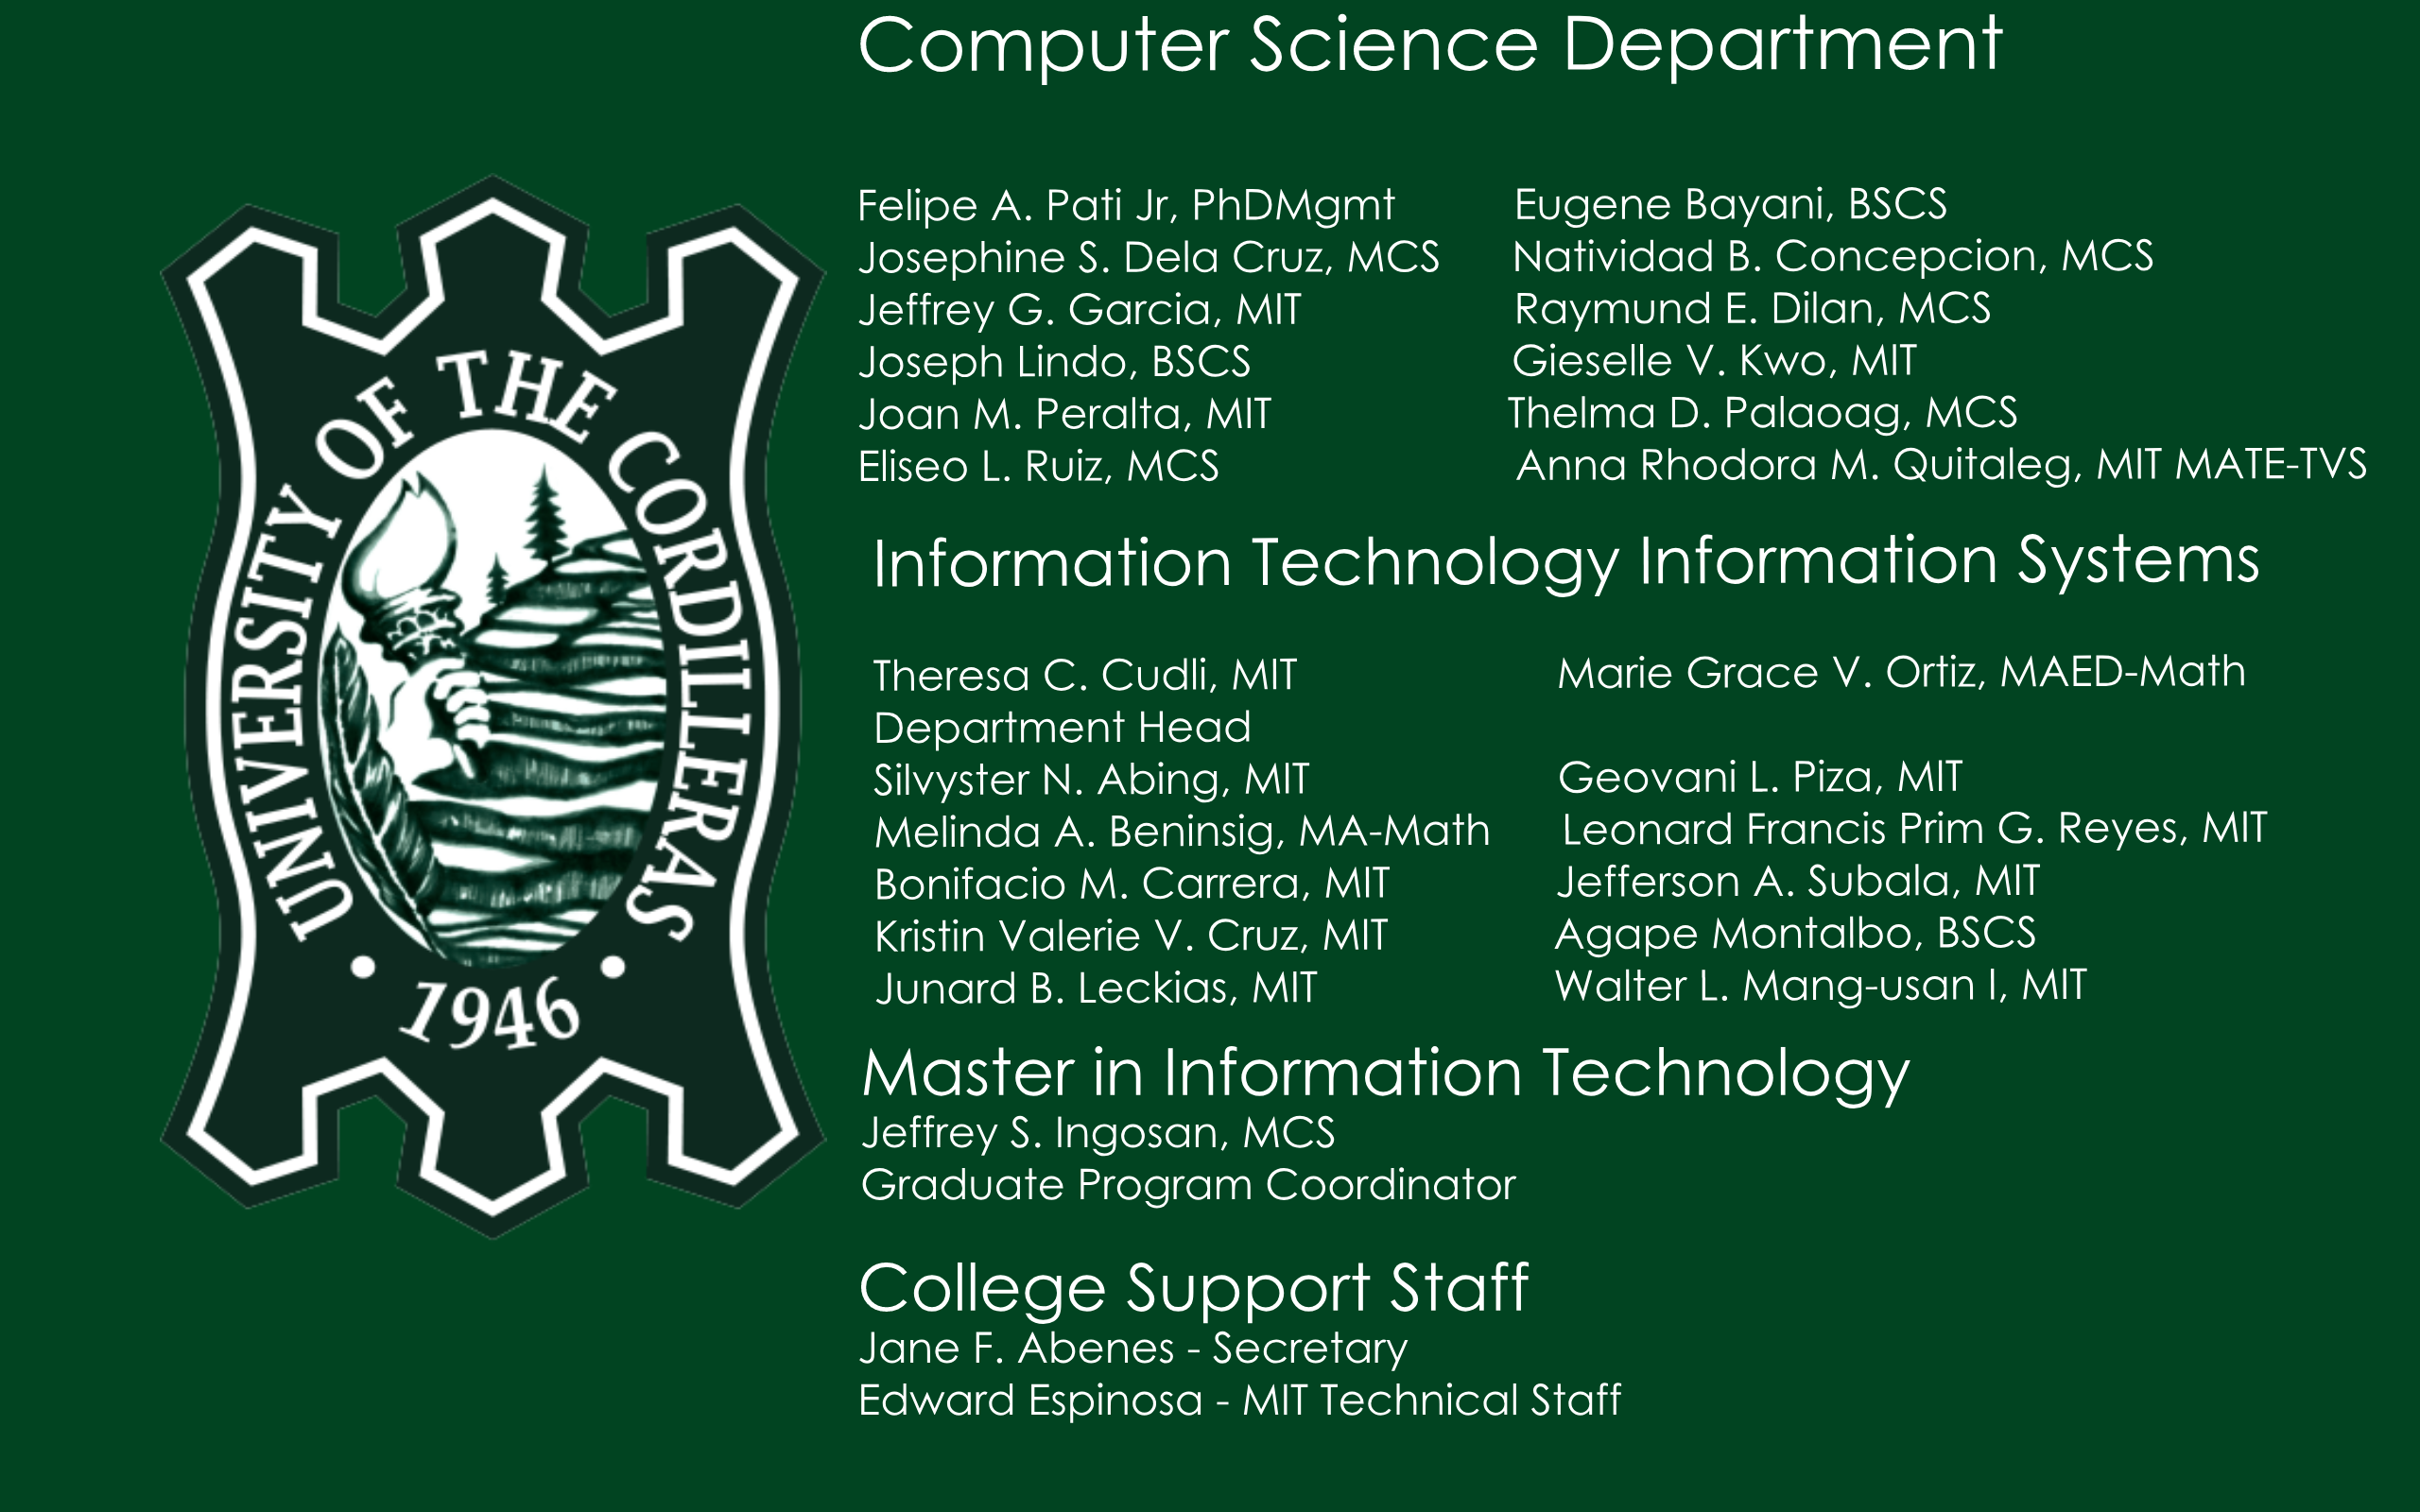 UNIVERSITY OF THE CORDILLERAS
• 1946 •
Computer Science Department
Felipe A. Pati Jr, PhDMgmt
Josephine S. Dela Cruz, MCS
Jeffrey G. Garcia, MIT
Joseph Lindo, BSCS
Joan M. Peralta, MIT
Eliseo L. Ruiz, MCS
Eugene Bayani, BSCS
Natividad B. Concepcion, MCS
Raymund E. Dilan, MCS
Gieselle V. Kwo, MIT
Thelma D. Palaoag, MCS
Anna Rhodora M. Quitaleg, MIT MATE-TVS
Information Technology Information Systems
Theresa C. Cudli, MIT
Department Head
Silvyster N. Abing, MIT
Melinda A. Beninsig, MA-Math
Bonifacio M. Carrera, MIT
Kristin Valerie V. Cruz, MIT
Junard B. Leckias, MIT
Marie Grace V. Ortiz, MAED-Math
Geovani L. Piza, MIT
Leonard Francis Prim G. Reyes, MIT
Jefferson A. Subala, MIT
Agape Montalbo, BSCS
Walter L. Mang-usan I, MIT
Master in Information Technology
Jeffrey S. Ingosan, MCS
Graduate Program Coordinator
College Support Staff
Jane F. Abenes - Secretary
Edward Espinosa - MIT Technical Staff